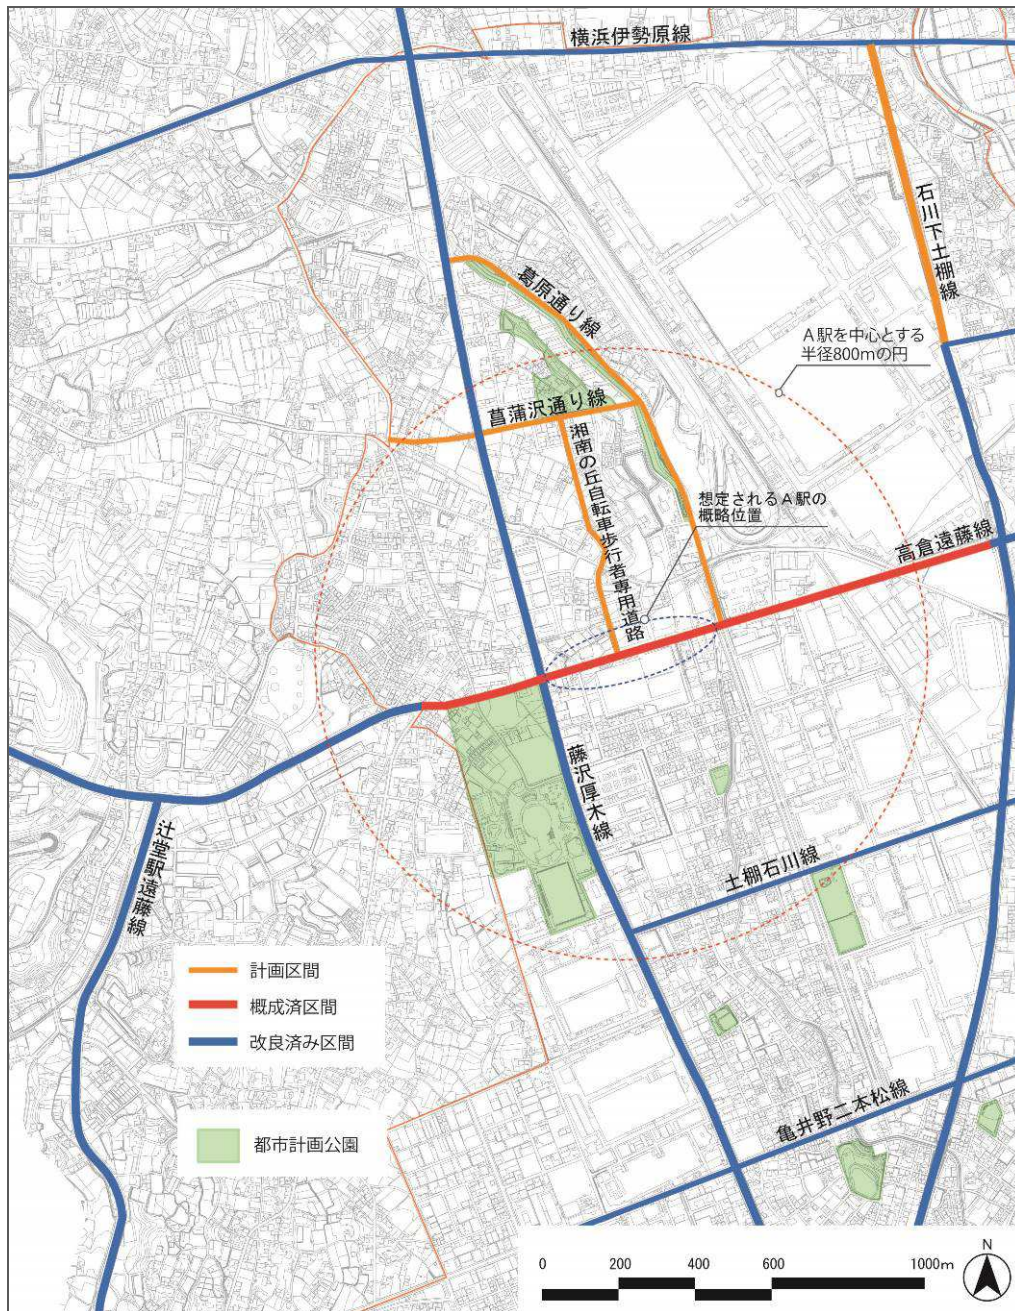 横浜伊勢原線
石川下土棚線
葛原通り線
A駅を中心とする
半径800mの円
菖蒲沢通り線
湘南の丘自転車歩行者専用道路
想定されるA駅の
概略位置
高倉遠藤線
藤沢厚木線
辻堂駅遠藤線
土棚石川線
計画区間
概成済区間
改良済み区間
亀井野二本松線
都市計画公園
N
0 200 400 600 1000m